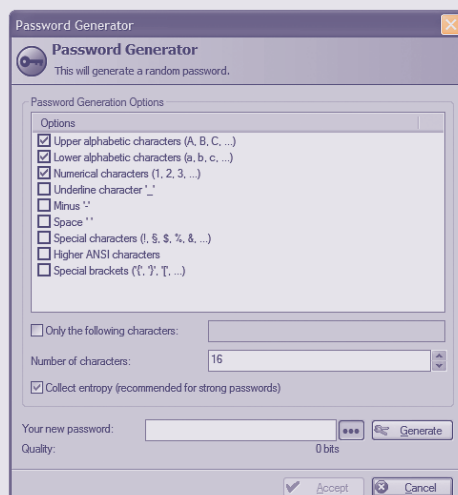 Password Generator
Password Generator
This will generate a random password.
Password Generation Options
Options
Upper alphabetic characters (A, B, C, ...)
Lower alphabetic characters (a, b, c, ...)
Numerical characters (1, 2, 3, ...)
Underline character '_'
Minus '-'
Space ' '
Special characters (!, §, $, %, &, ...)
Higher ANSI characters
Special brackets ('{', '}', '[', ...)
Only the following characters:
Number of characters: 16
Collect entropy (recommended for strong passwords)
Your new password: Generate
Quality: 0 bits
Accept Cancel